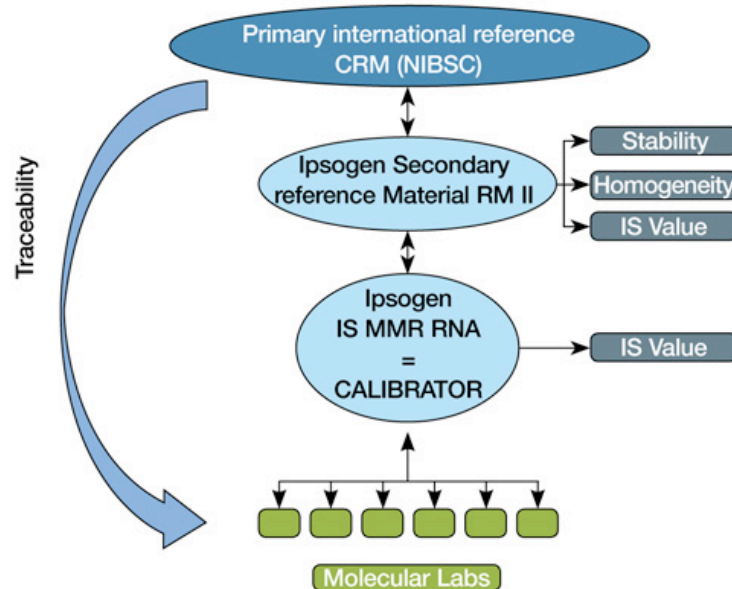 Primary international reference
CRM (NIBSC)
Traceability
Ipsogen Secondary
reference Material RM II
Stability
Homogeneity
IS Value
Ipsogen
IS MMR RNA
=
CALIBRATOR
IS Value
Molecular Labs